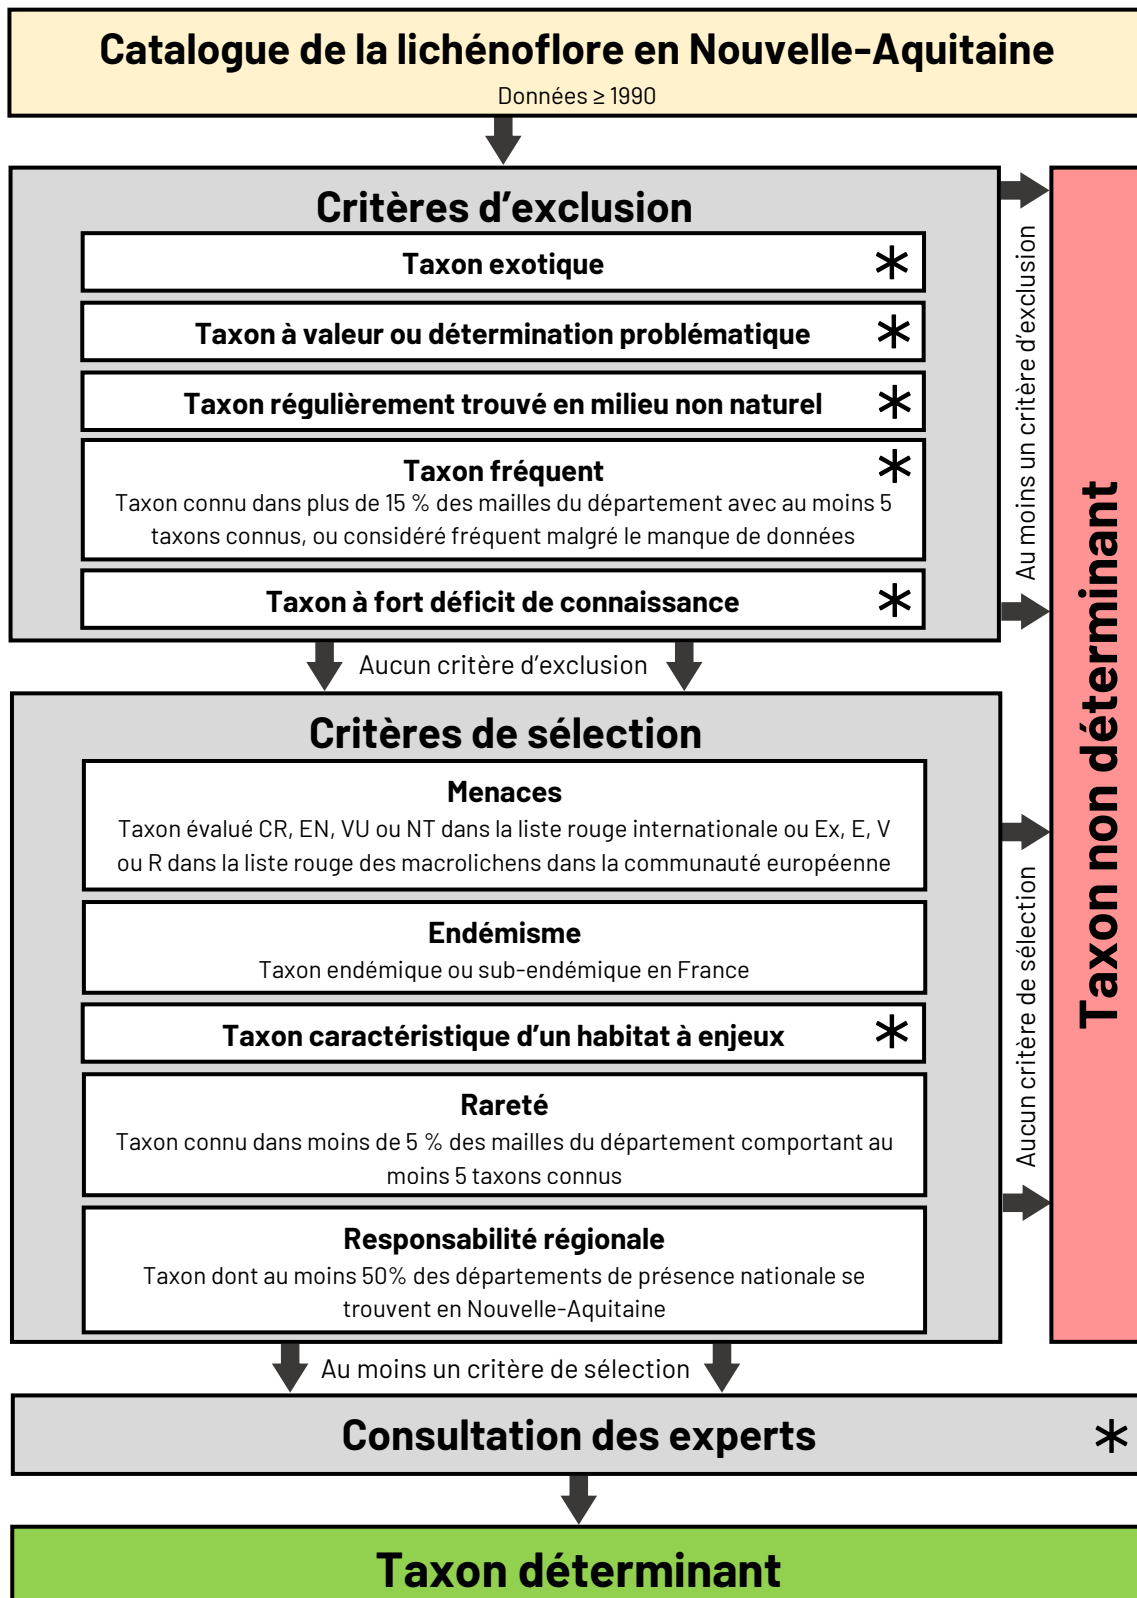 Catalogue de la lichénoflore en Nouvelle-Aquitaine
Données ≥ 1990
Critères d'exclusion
Taxon exotique *
Taxon à valeur ou détermination problématique *
Taxon régulièrement trouvé en milieu non naturel *
Taxon fréquent *
Taxon connu dans plus de 15 % des mailles du département avec au moins 5
taxons connus, ou considéré fréquent malgré le manque de données
Taxon à fort déficit de connaissance *
Au moins un critère d'exclusion
Aucun critère d'exclusion
Critères de sélection
Menaces
Taxon évalué CR, EN, VU ou NT dans la liste rouge internationale ou Ex, E, V
ou R dans la liste rouge des macrolichens dans la communauté européenne
Endémisme
Taxon endémique ou sub-endémique en France
Taxon caractéristique d'un habitat à enjeux *
Rareté
Taxon connu dans moins de 5 % des mailles du département comportant au
moins 5 taxons connus
Responsabilité régionale
Taxon dont au moins 50% des départements de présence nationale se
trouvent en Nouvelle-Aquitaine
Aucun critère de sélection
Taxon non déterminant
Au moins un critère de sélection
Consultation des experts *
Taxon déterminant